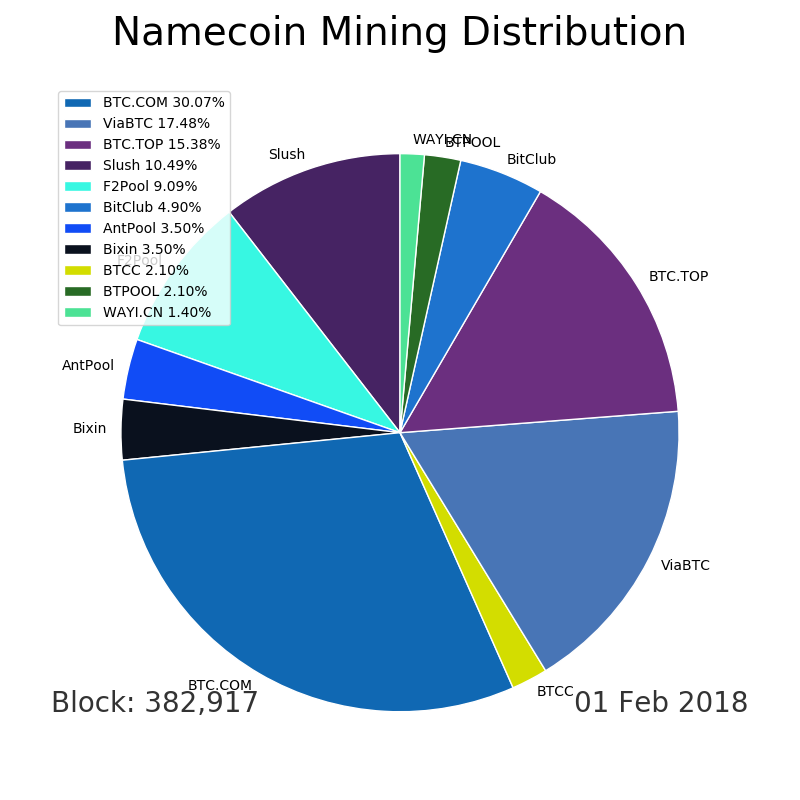 Namecoin Mining Distribution
BTC.COM 30.07%
ViaBTC 17.48%
BTC.TOP 15.38%
Slush 10.49%
F2Pool 9.09%
BitClub 4.90%
AntPool 3.50%
Bixin 3.50%
BTCC 2.10%
BTPOOL 2.10%
WAYI.CN 1.40%
WAYI.CN
BTPOOL
BitClub
Slush
F2Pool
BTC.TOP
AntPool
Bixin
ViaBTC
BTC.COM
BTCC
Block: 382,917
01 Feb 2018